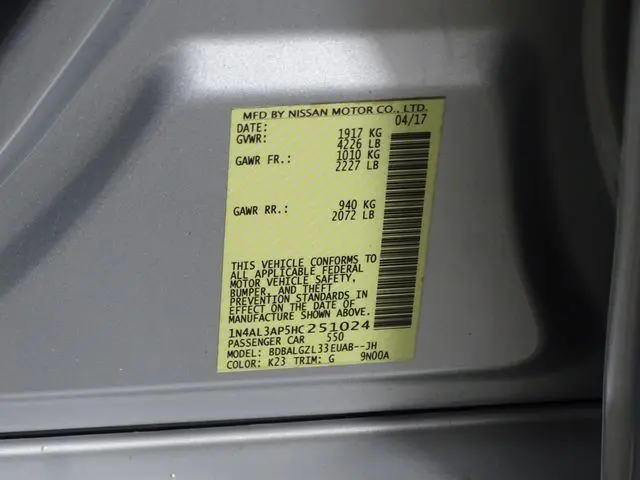 MFD BY NISSAN MOTOR CO., LTD.
DATE: 04/17
GVWR: 1917 KG
4226 LB
GAWR FR.: 1010 KG
2227 LB
GAWR RR.: 940 KG
2072 LB
THIS VEHICLE CONFORMS TO
ALL APPLICABLE FEDERAL
MOTOR VEHICLE SAFETY,
BUMPER, AND THEFT
PREVENTION STANDARDS IN
EFFECT ON THE DATE OF
MANUFACTURE SHOWN ABOVE.
1N4AL3AP5HC251024
PASSENGER CAR 550
MODEL: BDBALGZL33EUAB--JH
COLOR: K23 TRIM: G 9N00A